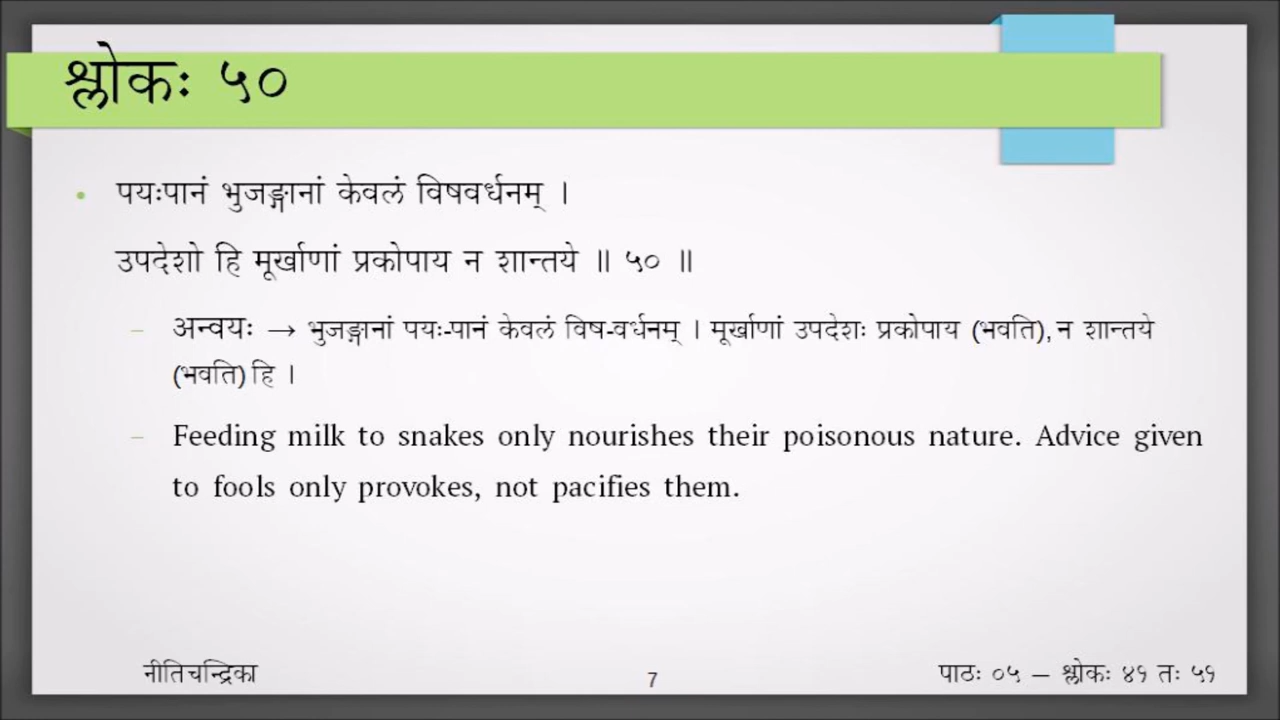 श्लोकः ५०
पयःपानं भुजङ्गानां केवलं विषवर्धनम् ।
उपदेशो हि मूर्खाणां प्रकोपाय न शान्तये ॥ ५० ॥
अन्वयः → भुजङ्गानां पयः-पानं केवलं विष-वर्धनम् । मूर्खाणां उपदेशः प्रकोपाय (भवति), न शान्तये
(भवति) हि ।
Feeding milk to snakes only nourishes their poisonous nature. Advice given
to fools only provokes, not pacifies them.
नीतिचन्द्रिका
7
पाठः ०५ – श्लोकः ४१ तः ५१